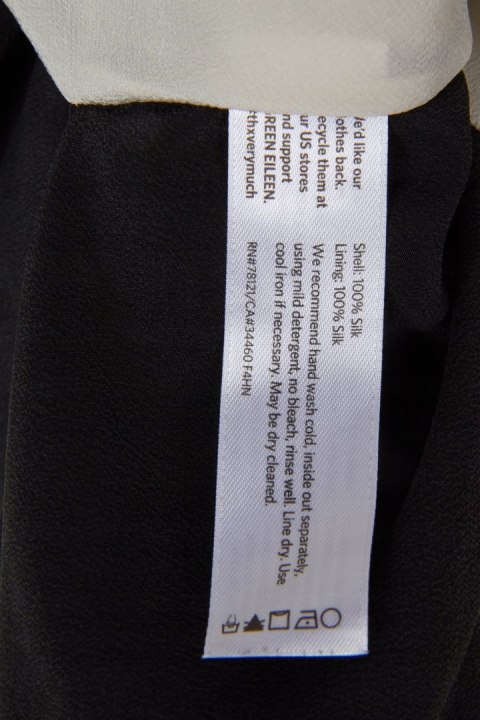 e'd like our
othes back.
ecycle them at
ur US stores
nd support
REEN EILEEN.
thxverymuch
Shell: 100% Silk
Lining: 100% Silk
We recommend hand wash cold, inside out separately,
using mild detergent, no bleach, rinse well. Line dry. Use
cool iron if necessary. May be dry cleaned.
RN#78121/CA#34460 F4HN